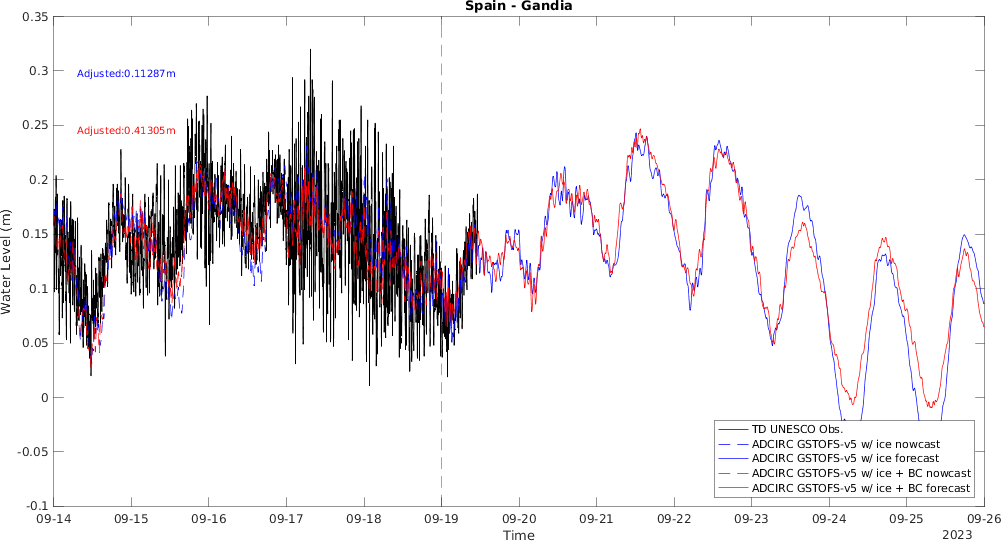 Spain - Gandia
0.35
0.3
0.25
0.2
0.15
0.1
0.05
0
-0.05
-0.1
Water Level (m)
Adjusted:0.11287m
Adjusted:0.41305m
TD UNESCO Obs.
ADCIRC GSTOFS-v5 w/ ice nowcast
ADCIRC GSTOFS-v5 w/ ice forecast
ADCIRC GSTOFS-v5 w/ ice + BC nowcast
ADCIRC GSTOFS-v5 w/ ice + BC forecast
09-14 09-15 09-16 09-17 09-18 09-19 09-20 09-21 09-22 09-23 09-24 09-25 09-26
Time
2023